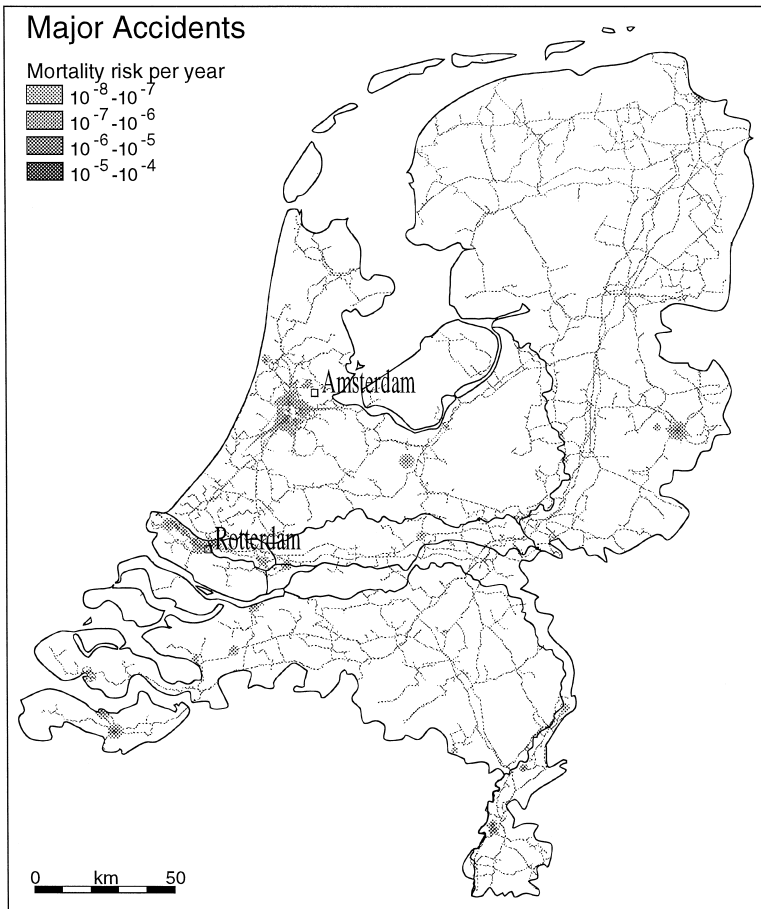 Major Accidents
Mortality risk per year
10-8-10-7
10-7-10-6
10-6-10-5
10-5-10-4
Amsterdam
Rotterdam
0 km 50